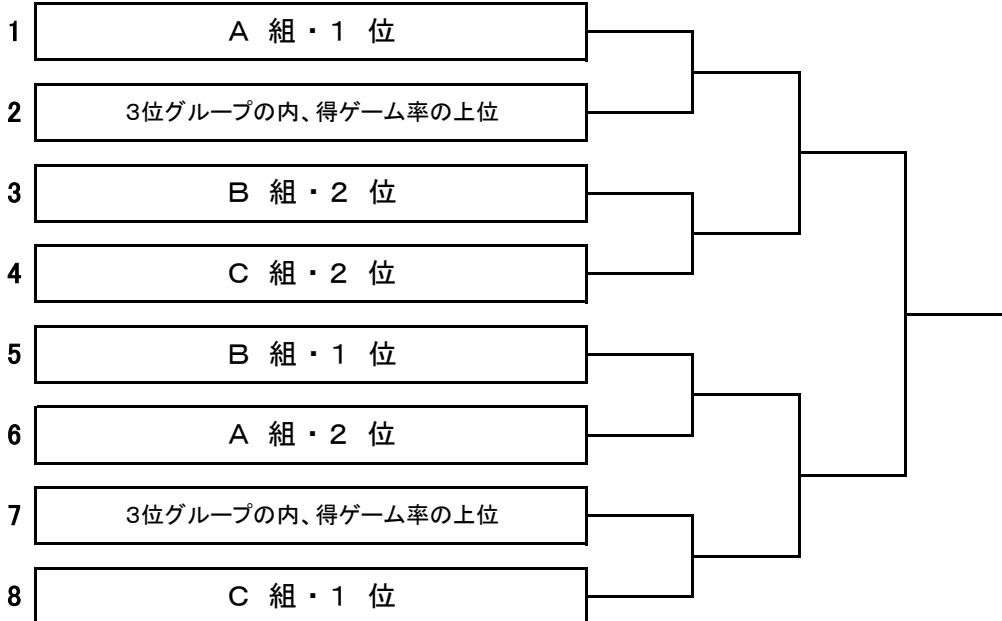 1 A 組・1 位
2 3位グループの内、得ゲーム率の上位
3 B 組・2 位
4 C 組・2 位
5 B 組・1 位
6 A 組・2 位
7 3位グループの内、得ゲーム率の上位
8 C 組・1 位